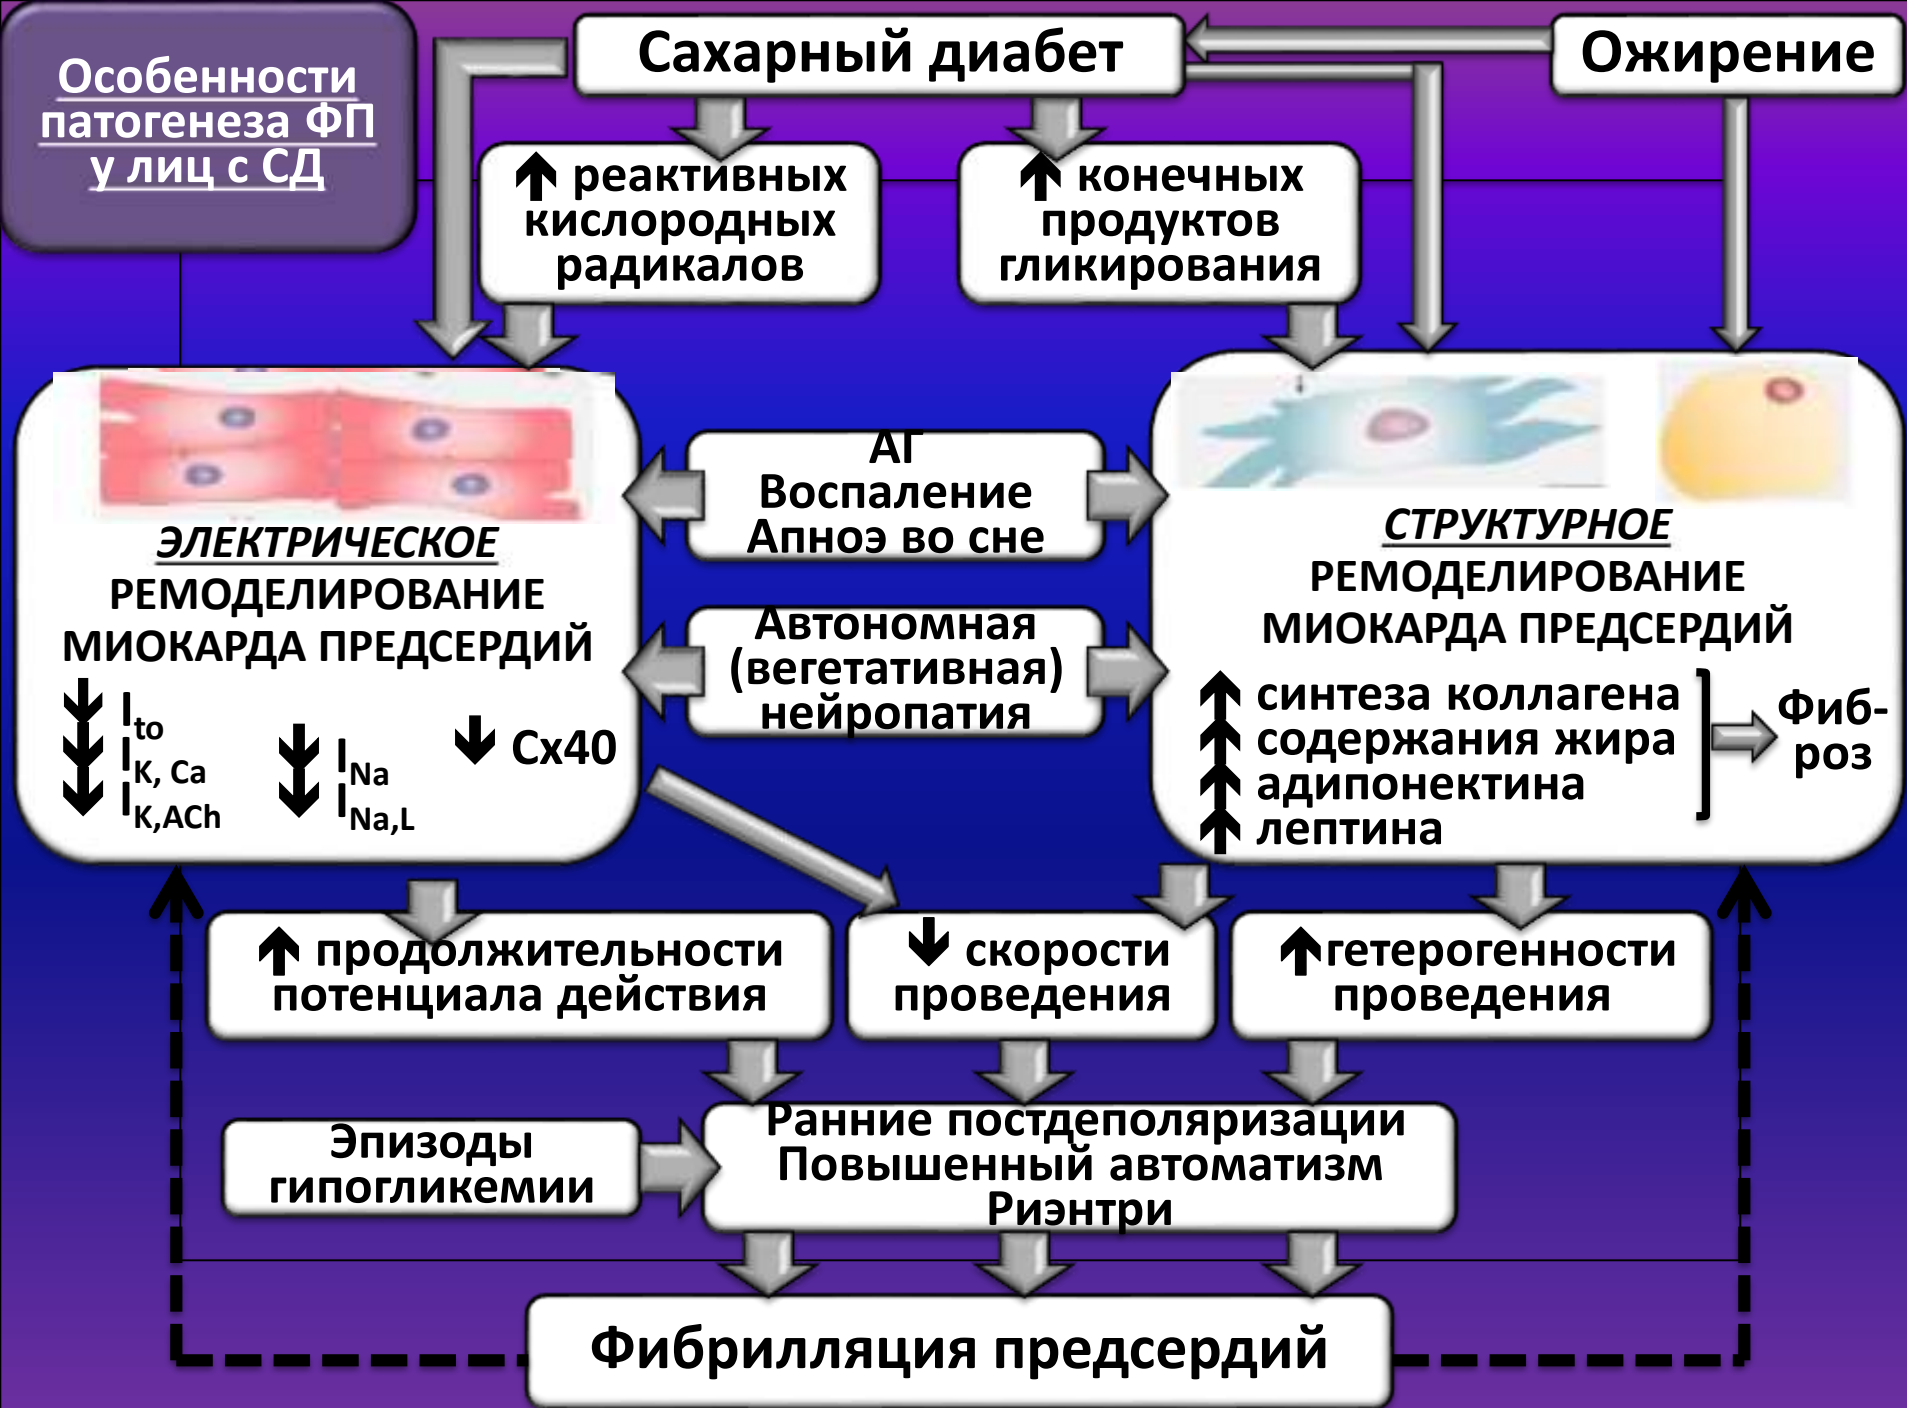 Особенности
патогенеза ФП
у лиц с СД
Сахарный диабет
Ожирение
🡹 реактивных
кислородных
радикалов
🡹 конечных
продуктов
гликирования
АГ
Воспаление
Апноэ во сне
Автономная
(вегетативная)
нейропатия
ЭЛЕКТРИЧЕСКОЕ
РЕМОДЕЛИРОВАНИЕ
МИОКАРДА ПРЕДСЕРДИЙ
🡻 Ito
🡻 IK, Ca
🡻 IK,ACh
🡻 INa
🡻 INa,L
🡻 Cx40
СТРУКТУРНОЕ
РЕМОДЕЛИРОВАНИЕ
МИОКАРДА ПРЕДСЕРДИЙ
🡹 синтеза коллагена
🡹 содержания жира
🡹 адипонектина
🡹 лептина
Фиб-
роз
🡹 продолжительности
потенциала действия
🡻 скорости
проведения
🡹гетерогенности
проведения
Эпизоды
гипогликемии
Ранние постдеполяризации
Повышенный автоматизм
Риэнтри
Фибрилляция предсердий